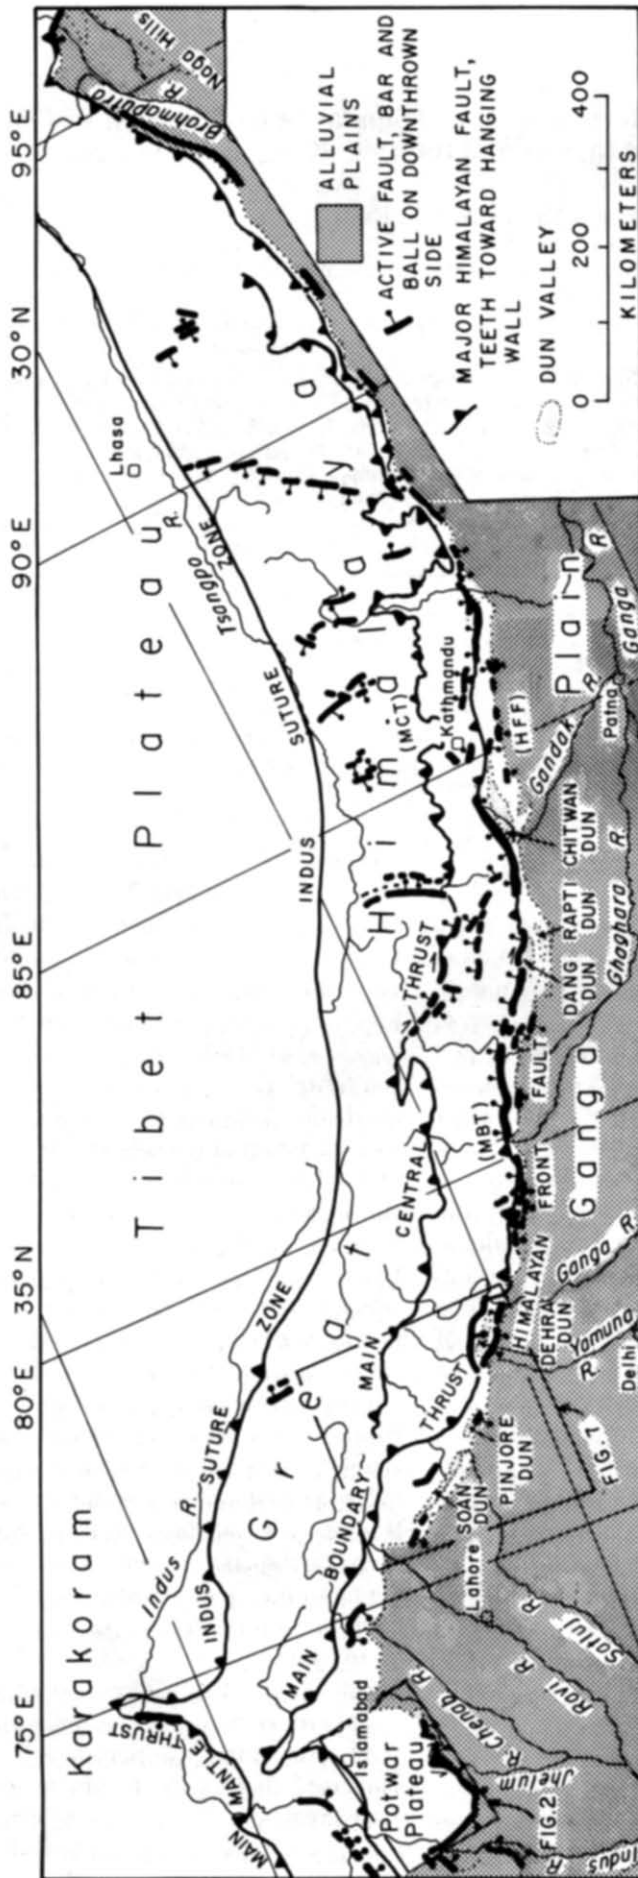 75°E
80°E
35°N
85°E
90°E
30°N
95°E
Karakoram
Tibet Plateau
Lhasa
Tsangpo R.
Brahmaputra R.
Naga Hills
Indus R.
INDUS SUTURE ZONE
INDUS SUTURE ZONE
MAIN MANTLE THRUST
Great Himalaya
MAIN CENTRAL THRUST (MCT)
MAIN BOUNDARY THRUST (MBT)
Kathmandu
Islamabad
Potwar Plateau
Lahore
SOAN DUN
PINJORE DUN
DEHRA DUN
HIMALAYAN FRONT FAULT (HFF)
DANG DUN
RAPTI DUN
CHITWAN DUN
Ganga Plain
Indus R.
FIG.2
Jhelum R.
Chenab R.
Ravi R.
Satluj R.
FIG. 7
Delhi
Yamuna R.
Ganga R.
Ghaghara R.
Gandak R.
Patna
Ganga R.
ALLUVIAL PLAINS
ACTIVE FAULT, BAR AND
BALL ON DOWNTHROWN
SIDE
MAJOR HIMALAYAN FAULT,
TEETH TOWARD HANGING
WALL
DUN VALLEY
0 200 400
KILOMETERS